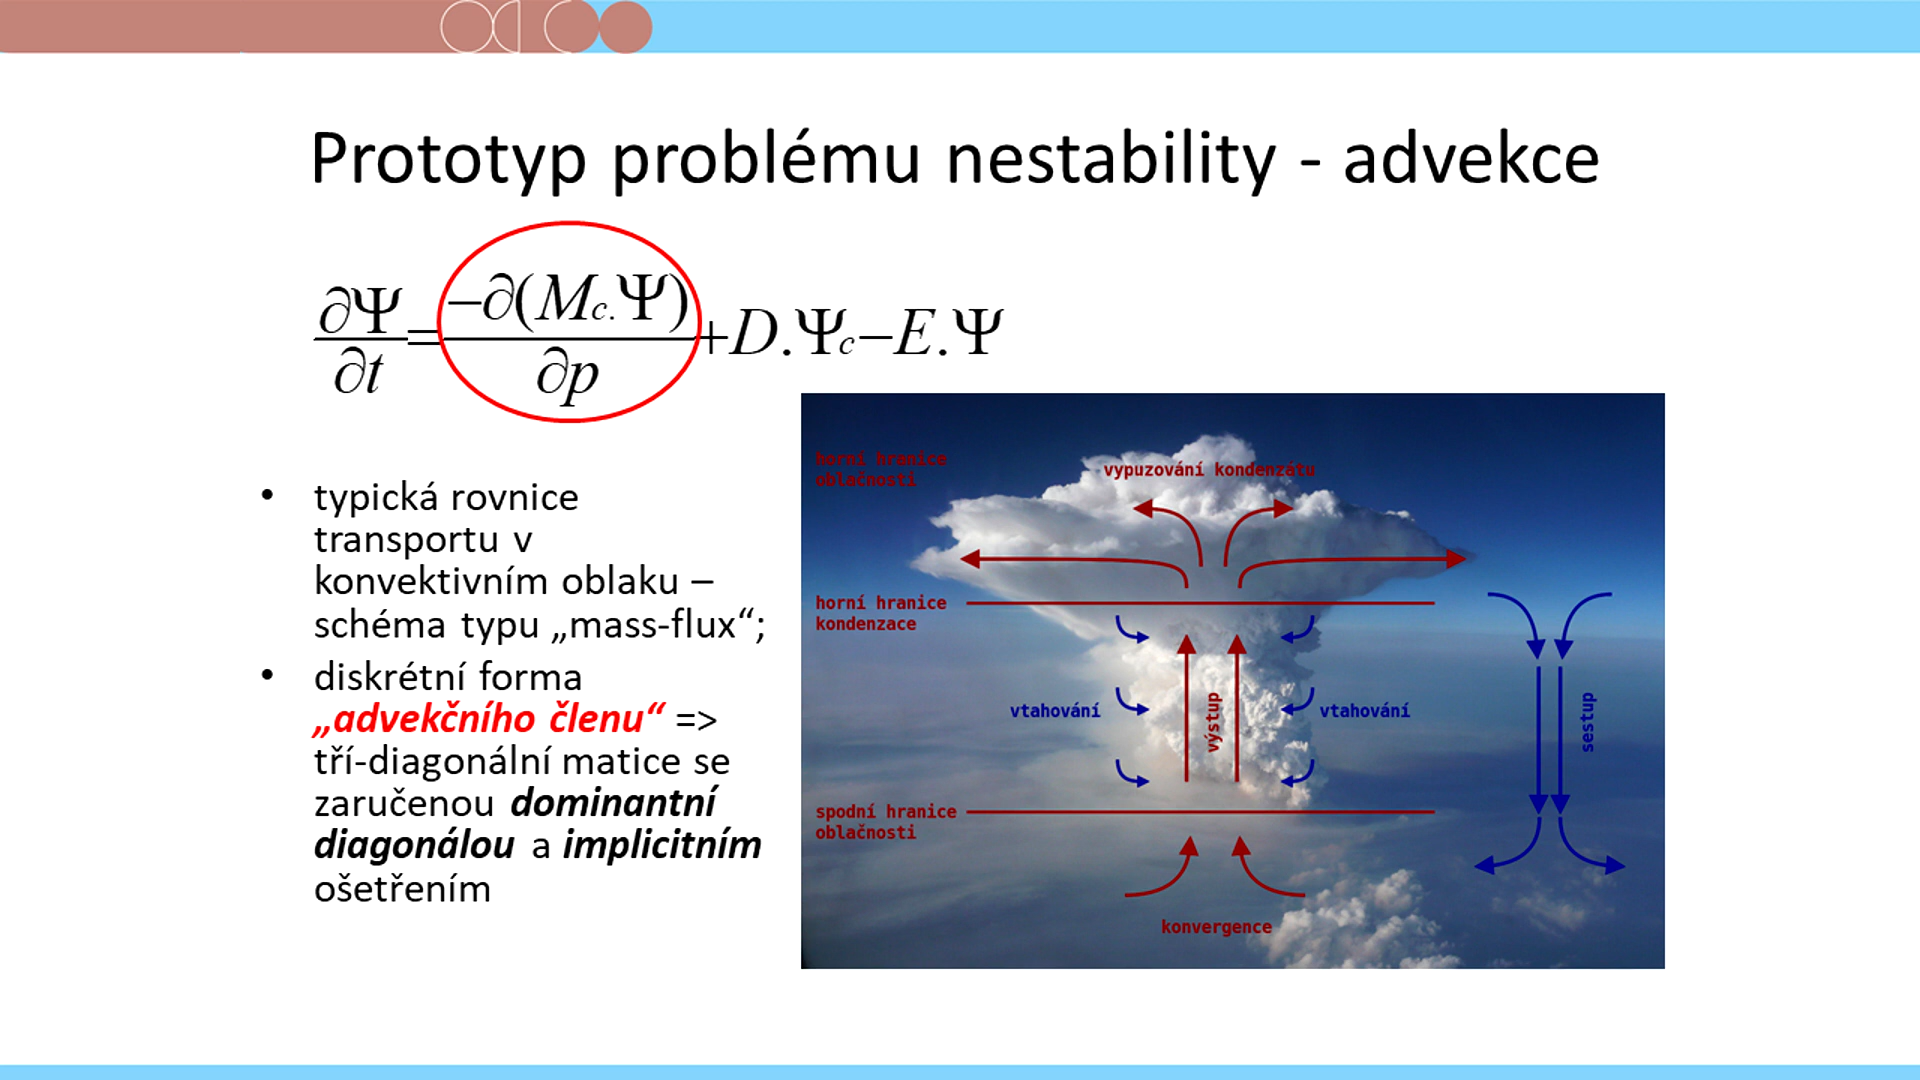 Prototyp problému nestability - advekce
∂Ψ/∂t = −∂(Mc.Ψ)/∂p + D.Ψc − E.Ψ
• typická rovnice
transportu v
konvektivním oblaku –
schéma typu „mass-flux“;
• diskrétní forma
„advekčního členu“ =>
tří-diagonální matice se
zaručenou dominantní
diagonálou a implicitním
ošetřením
horní hranice
oblačnosti
vypuzování kondenzátu
horní hranice
kondenzace
vtahování
výstup
vtahování
sestup
spodní hranice
oblačnosti
konvergence